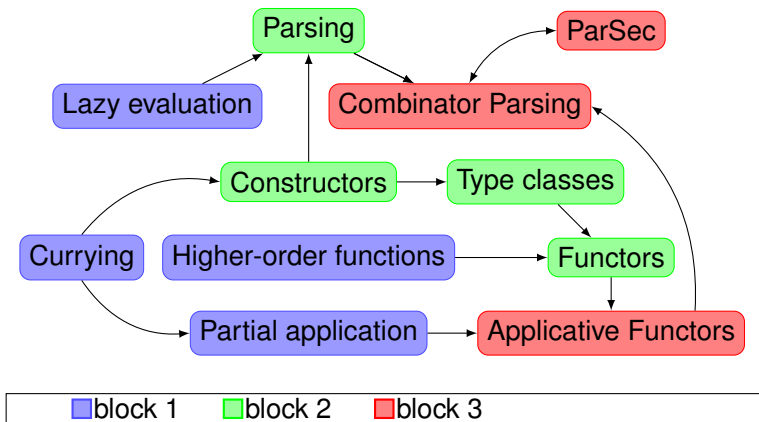 Parsing
ParSec
Lazy evaluation
Combinator Parsing
Constructors
Type classes
Currying
Higher-order functions
Functors
Partial application
Applicative Functors
block 1 block 2 block 3